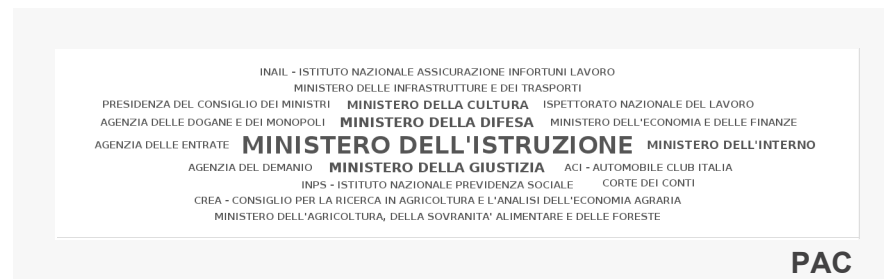 INAIL - ISTITUTO NAZIONALE ASSICURAZIONE INFORTUNI LAVORO
MINISTERO DELLE INFRASTRUTTURE E DEI TRASPORTI
PRESIDENZA DEL CONSIGLIO DEI MINISTRI MINISTERO DELLA CULTURA ISPETTORATO NAZIONALE DEL LAVORO
AGENZIA DELLE DOGANE E DEI MONOPOLI MINISTERO DELLA DIFESA MINISTERO DELL'ECONOMIA E DELLE FINANZE
AGENZIA DELLE ENTRATE MINISTERO DELL'ISTRUZIONE MINISTERO DELL'INTERNO
AGENZIA DEL DEMANIO MINISTERO DELLA GIUSTIZIA ACI - AUTOMOBILE CLUB ITALIA
INPS - ISTITUTO NAZIONALE PREVIDENZA SOCIALE CORTE DEI CONTI
CREA - CONSIGLIO PER LA RICERCA IN AGRICOLTURA E L'ANALISI DELL'ECONOMIA AGRARIA
MINISTERO DELL'AGRICOLTURA, DELLA SOVRANITA' ALIMENTARE E DELLE FORESTE
PAC